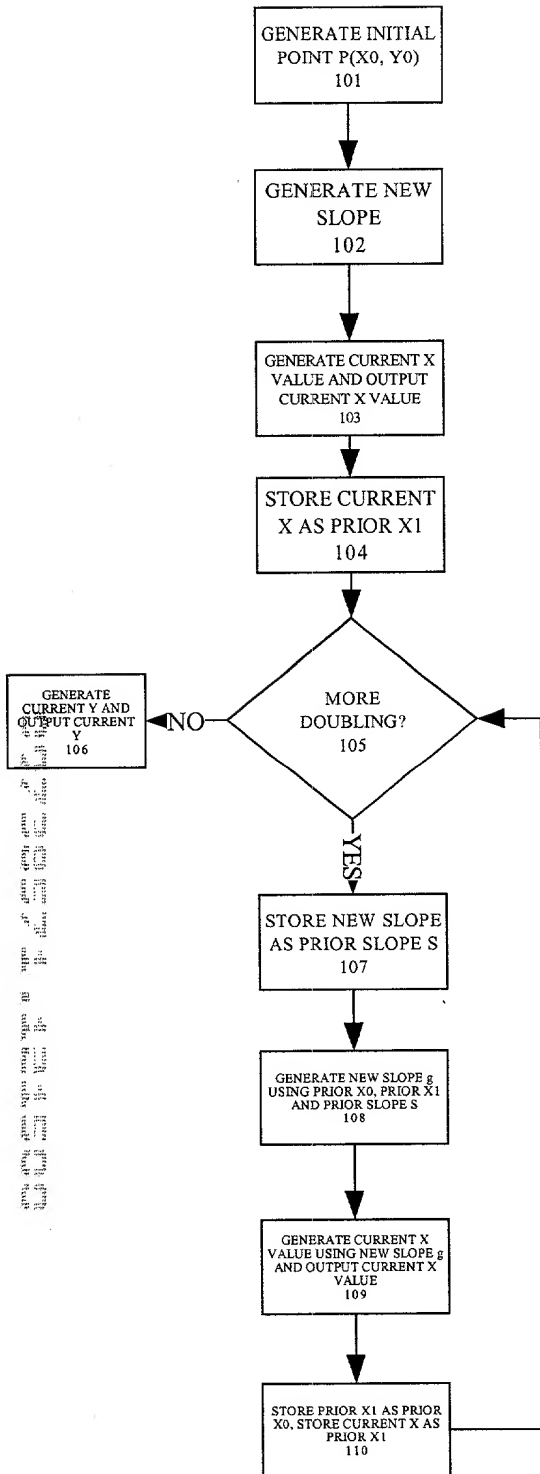 GENERATE INITIAL
POINT P(X0, Y0)
101
GENERATE NEW
SLOPE
102
GENERATE CURRENT X
VALUE AND OUTPUT
CURRENT X VALUE
103
STORE CURRENT
X AS PRIOR X1
104
MORE
DOUBLING?
105
NO
GENERATE
CURRENT Y AND
OUTPUT CURRENT
Y
106
YES
STORE NEW SLOPE
AS PRIOR SLOPE S
107
GENERATE NEW SLOPE g
USING PRIOR X0, PRIOR X1
AND PRIOR SLOPE S
108
GENERATE CURRENT X
VALUE USING NEW SLOPE g
AND OUTPUT CURRENT X
VALUE
109
STORE PRIOR X1 AS PRIOR
X0, STORE CURRENT X AS
PRIOR X1
110